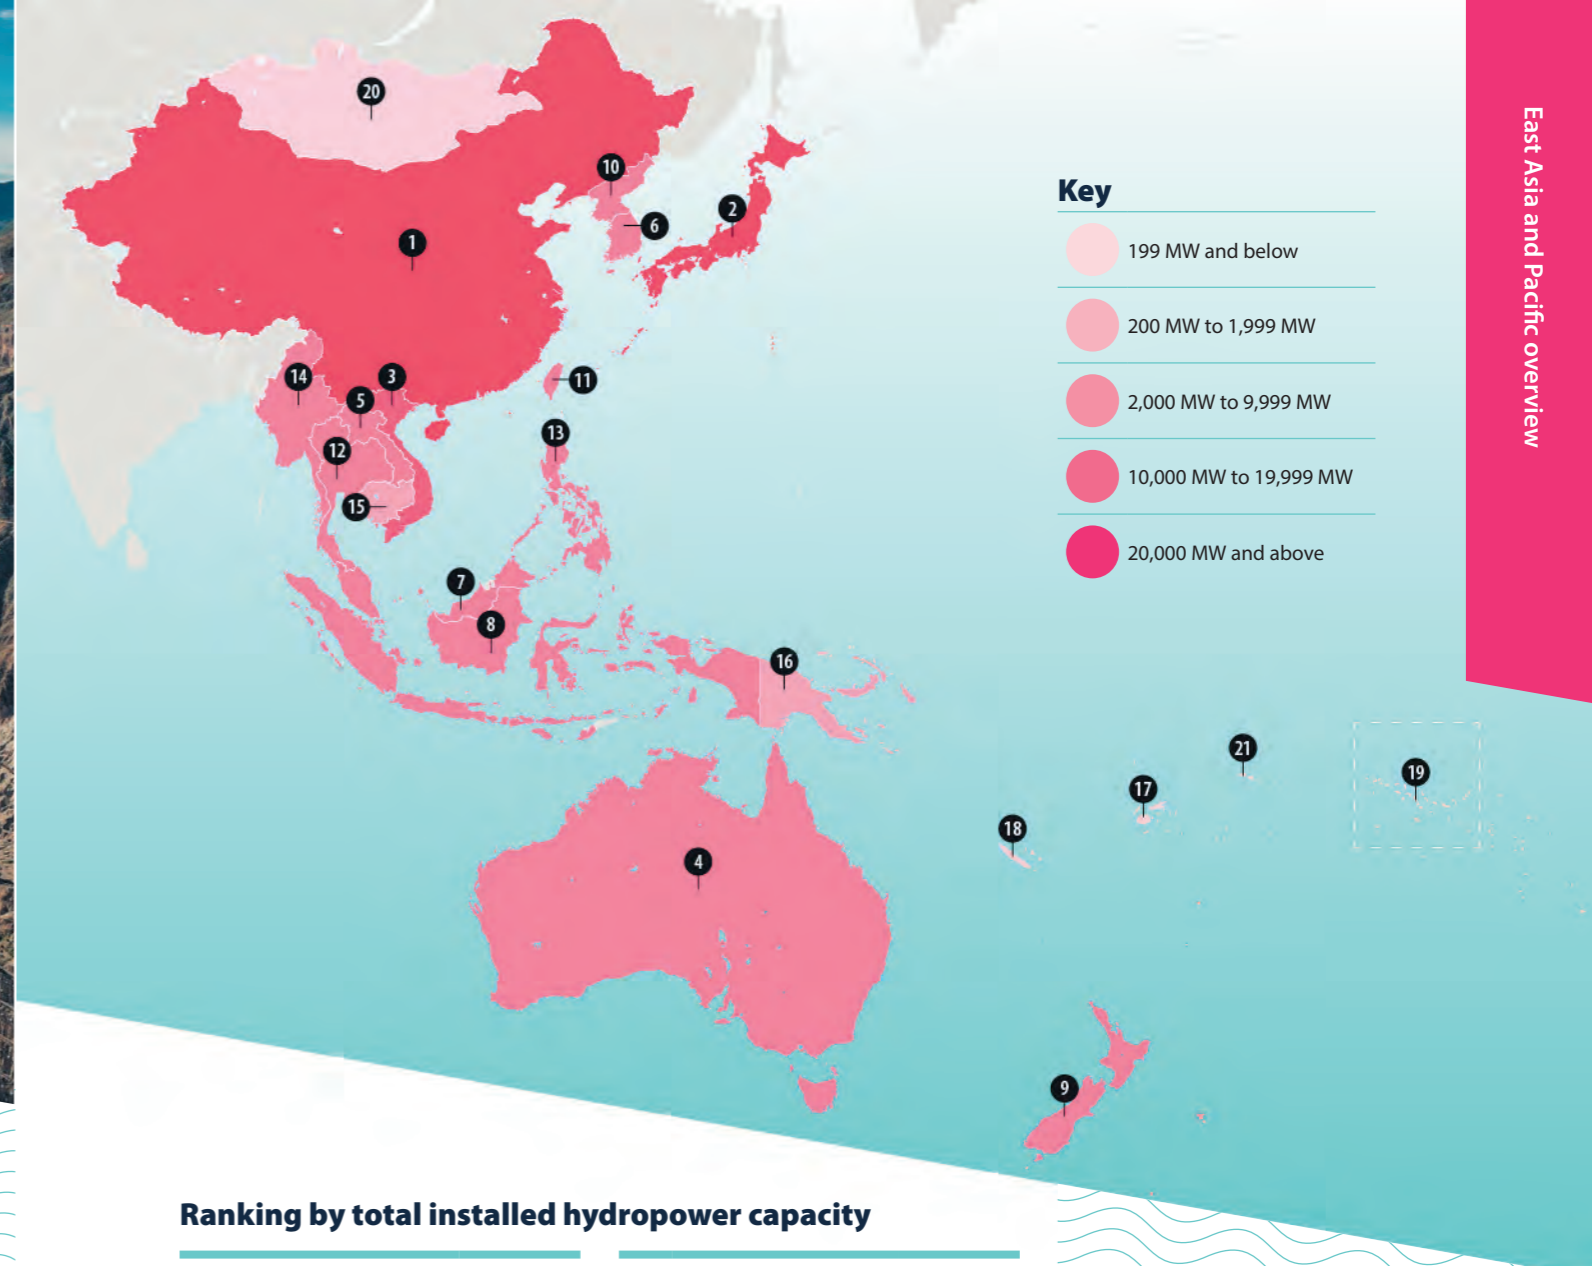 20
10
2
6
1
14
3
5
11
13
12
15
7
8
16
21
19
17
18
4
9
Key
199 MW and below
200 MW to 1,999 MW
2,000 MW to 9,999 MW
10,000 MW to 19,999 MW
20,000 MW and above
East Asia and Pacific overview
Ranking by total installed hydropower capacity